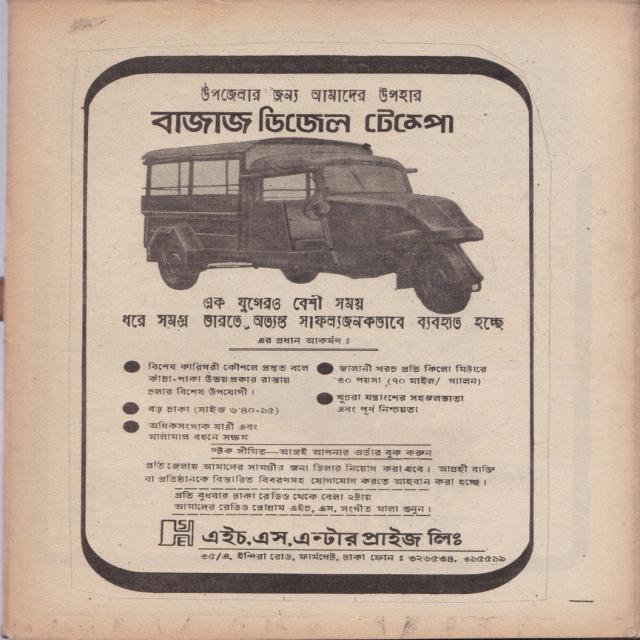 উপজেলার জন্য আমাদের উপহার
বাজাজ ডিজেল টেম্পো
এক যুগেরও বেশী সময়
ধরে সমগ্র ভারতে অত্যন্ত সাফল্যজনকভাবে ব্যবহৃত হচ্ছে
এর প্রধান আকর্ষণ :
বিশেষ কারিগরী কৌশলে প্রস্তুত বলে
কাঁচা-পাকা উভয়প্রকার রাস্তায়
চলার বিশেষ উপযোগী ।
বড় চাকা (সাইজ ৬˙৪০-১৫)
অধিকসংখ্যক যাত্রী এবং
মালামাল বহনে সক্ষম
জ্বালানী খরচ প্রতি কিলো মিটারে
˙৩০ পয়সা (৭০ মাইল/ গ্যালন)
খুচরা যন্ত্রাংশের সহজলভ্যতা
এবং পূর্ণ নিশ্চয়তা
ষ্টক সীমিত—আজই আপনার অর্ডার বুক করুন
প্রতি জেলায় আমাদের সামগ্রীর জন্য ডিলার নিয়োগ করা হবে । আগ্রহী ব্যক্তি
বা প্রতিষ্ঠানকে বিস্তারিত বিবরণসহ যোগাযোগ করতে আহবান করা হচ্ছে ।
প্রতি বুধবার ঢাকা রেডিও থেকে বেলা ২টায়
আমাদের রেডিও প্রোগ্রাম এইচ, এস, সংগীত মালা শুনুন ।
এইচ.এস.এন্টার প্রাইজ লিঃ
৩৫/এ, ইন্দিরা রোড, ফার্মগেট, ঢাকা ফোন : ৩২৬৫৩৪, ৩১৫৫১৯